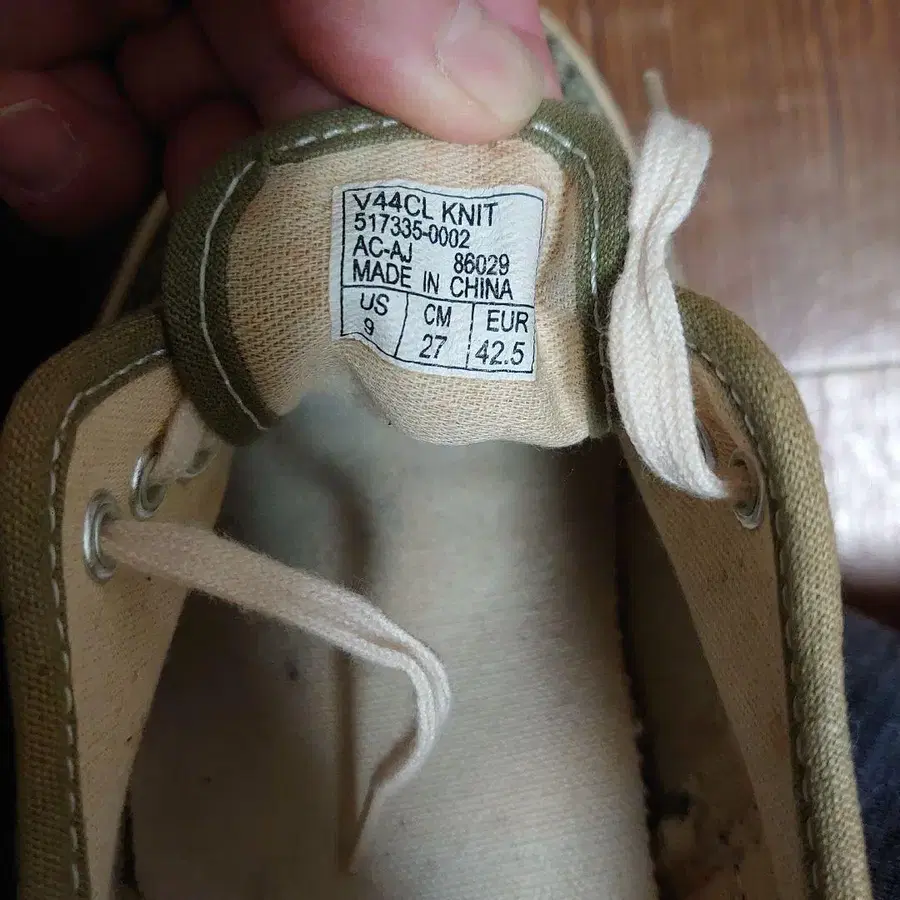 V44CL KNIT
517335-0002
AC-AJ 86029
MADE IN CHINA
US CM EUR
9 27 42.5